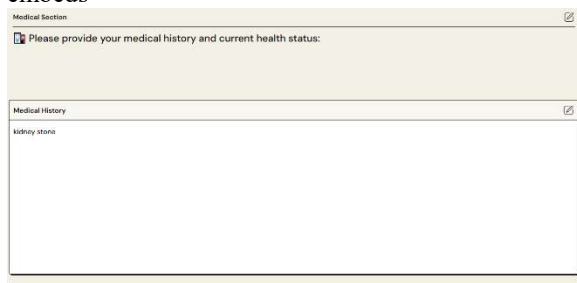 Medical Section
Please provide your medical history and current health status:
Medical History
kidney stone